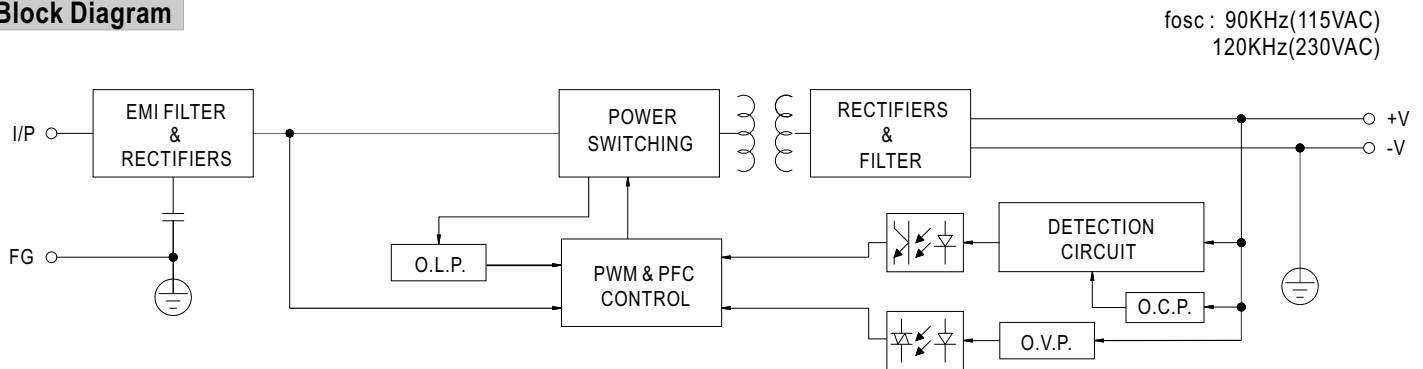 Block Diagram
fosc : 90KHz(115VAC)
120KHz(230VAC)
I/P
EMI FILTER
&
RECTIFIERS
POWER
SWITCHING
RECTIFIERS
&
FILTER
+V
-V
FG
O.L.P.
PWM & PFC
CONTROL
DETECTION
CIRCUIT
O.C.P.
O.V.P.